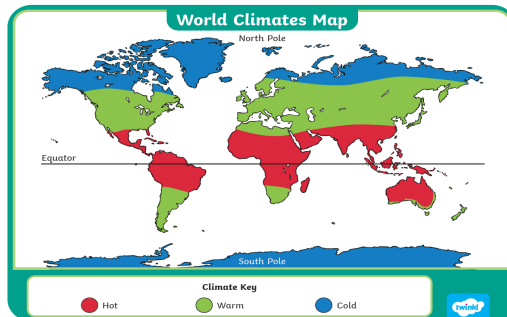 World Climates Map
North Pole
Equator
South Pole
Climate Key
Hot
Warm
Cold
twinkl